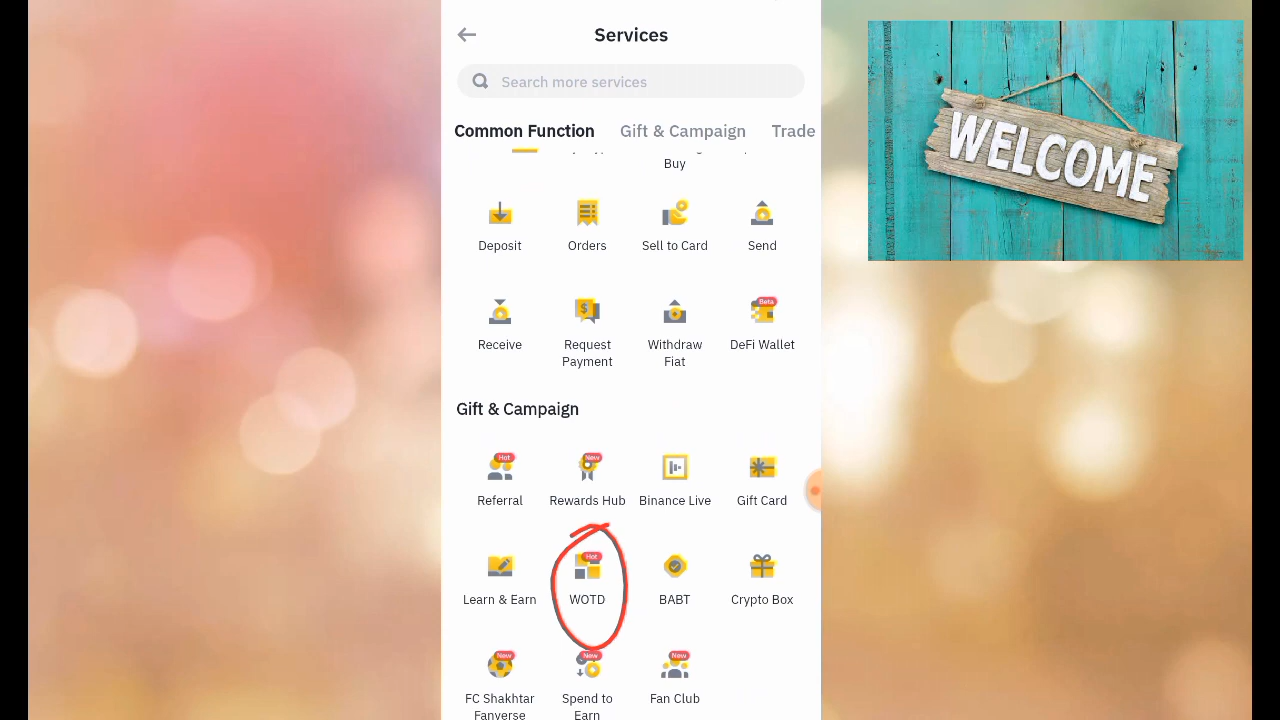 Services
Search more services
Common Function Gift & Campaign Trade
Buy
Deposit Orders Sell to Card Send
Beta
Receive Request Withdraw DeFi Wallet
Payment Fiat
Gift & Campaign
Hot New
Referral Rewards Hub Binance Live Gift Card
Hot
Learn & Earn WOTD BABT Crypto Box
New New New
FC Shakhtar Spend to Fan Club
Fanverse Earn
WELCOME